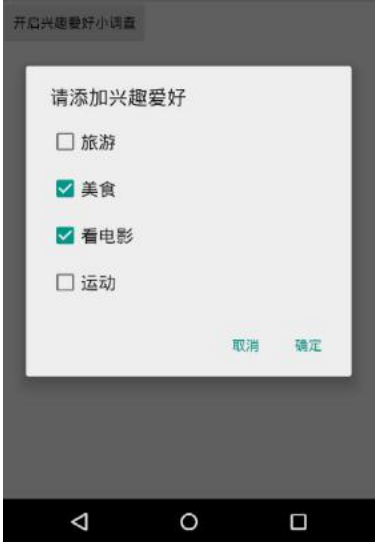 开启兴趣爱好小调查
请添加兴趣爱好
旅游
美食
看电影
运动
取消 确定